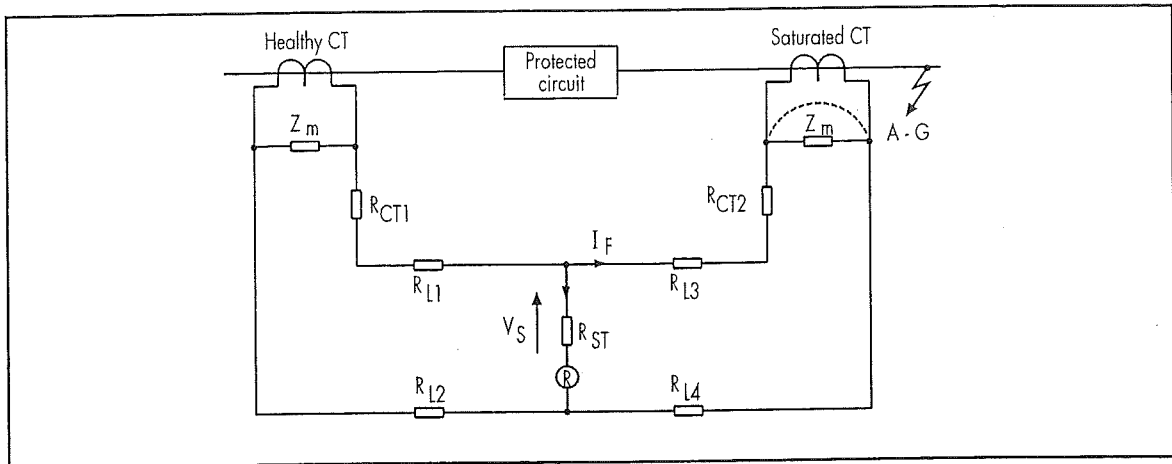 Healthy CT
Saturated CT
Protected
circuit
Z m
Z m
A - G
R CT1
R CT2
I F
R L1
R L3
V S
R ST
R
R L2
R L4